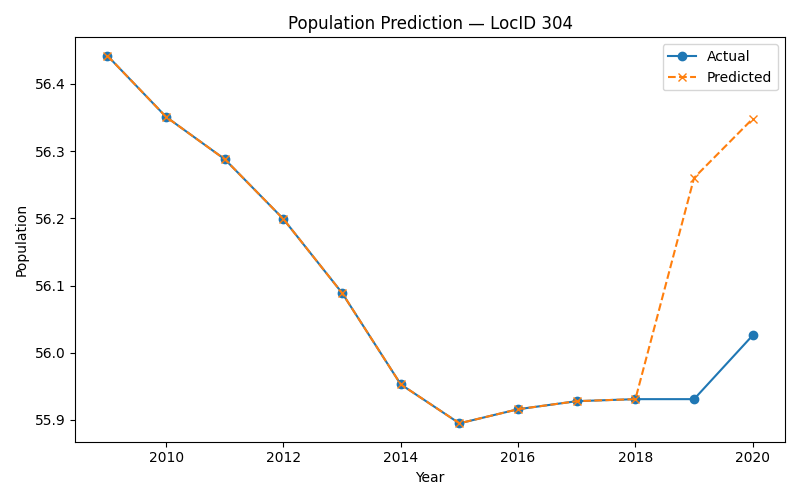 Population Prediction — LocID 304
Actual
Predicted
Population
56.4
56.3
56.2
56.1
56.0
55.9
2010 2012 2014 2016 2018 2020
Year